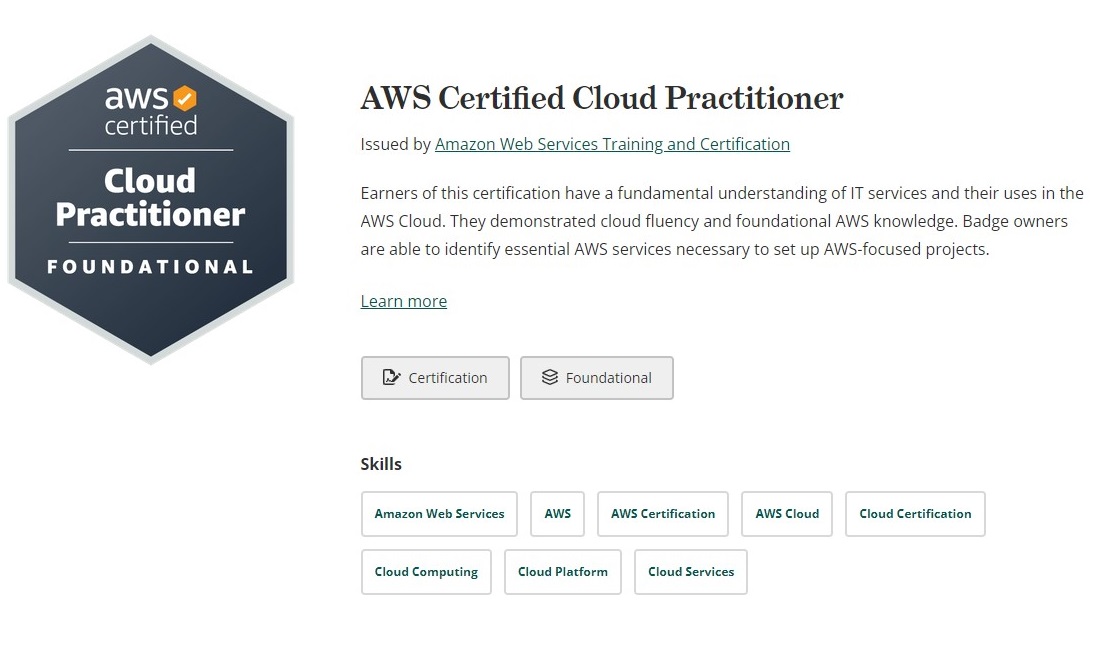 aws
certified
Cloud
Practitioner
FOUNDATIONAL
AWS Certified Cloud Practitioner
Issued by Amazon Web Services Training and Certification
Earners of this certification have a fundamental understanding of IT services and their uses in the
AWS Cloud. They demonstrated cloud fluency and foundational AWS knowledge. Badge owners
are able to identify essential AWS services necessary to set up AWS-focused projects.
Learn more
Certification Foundational
Skills
Amazon Web Services AWS AWS Certification AWS Cloud Cloud Certification
Cloud Computing Cloud Platform Cloud Services